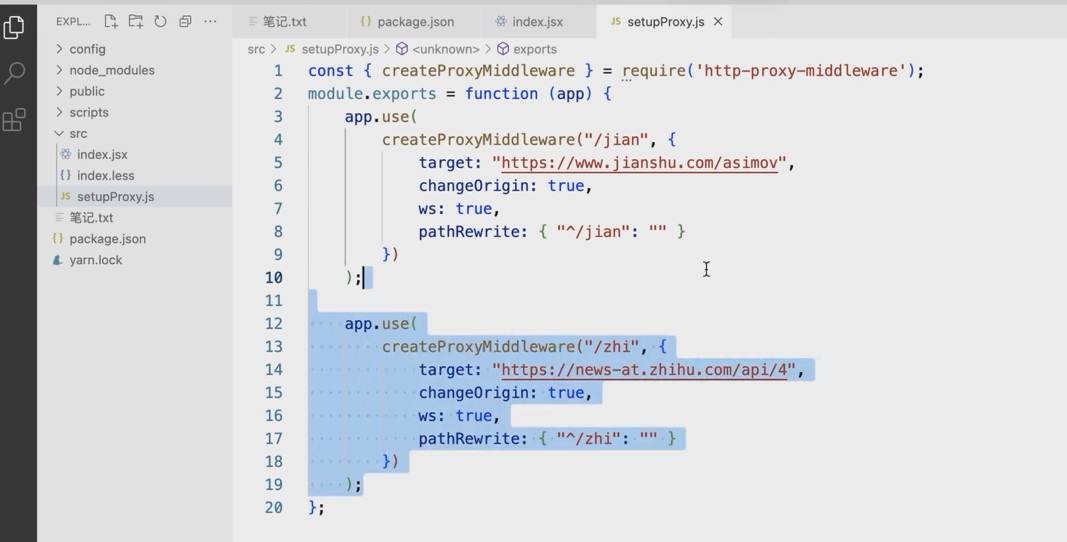 EXPL... ···
笔记.txt
{} package.json
index.jsx
JS setupProxy.js
src > JS setupProxy.js > <unknown> > exports
config
node_modules
public
scripts
src
index.jsx
{} index.less
JS setupProxy.js
笔记.txt
{} package.json
yarn.lock
1 const { createProxyMiddleware } = require('http-proxy-middleware');
2 module.exports = function (app) {
3 app.use(
4 createProxyMiddleware("/jian", {
5 target: "https://www.jianshu.com/asimov",
6 changeOrigin: true,
7 ws: true,
8 pathRewrite: { "^/jian": "" }
9 })
10 );
11
12 app.use(
13 createProxyMiddleware("/zhi", {
14 target: "https://news-at.zhihu.com/api/4",
15 changeOrigin: true,
16 ws: true,
17 pathRewrite: { "^/zhi": "" }
18 })
19 );
20 };